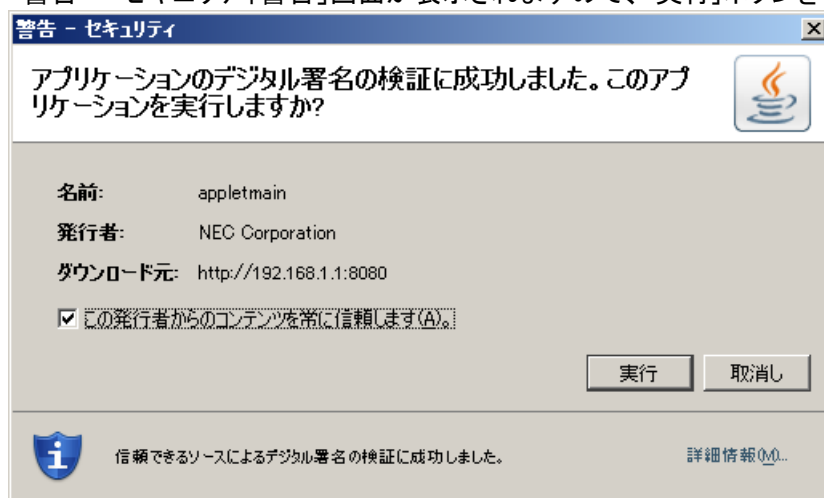 警告 − セキュリティ
アプリケーションのデジタル署名の検証に成功しました。このアプ
リケーションを実行しますか?
名前: appletmain
発行者: NEC Corporation
ダウンロード元: http://192.168.1.1:8080
この発行者からのコンテンツを常に信頼します(A)。
実行 取消し
信頼できるソースによるデジタル署名の検証に成功しました。 詳細情報(M)...